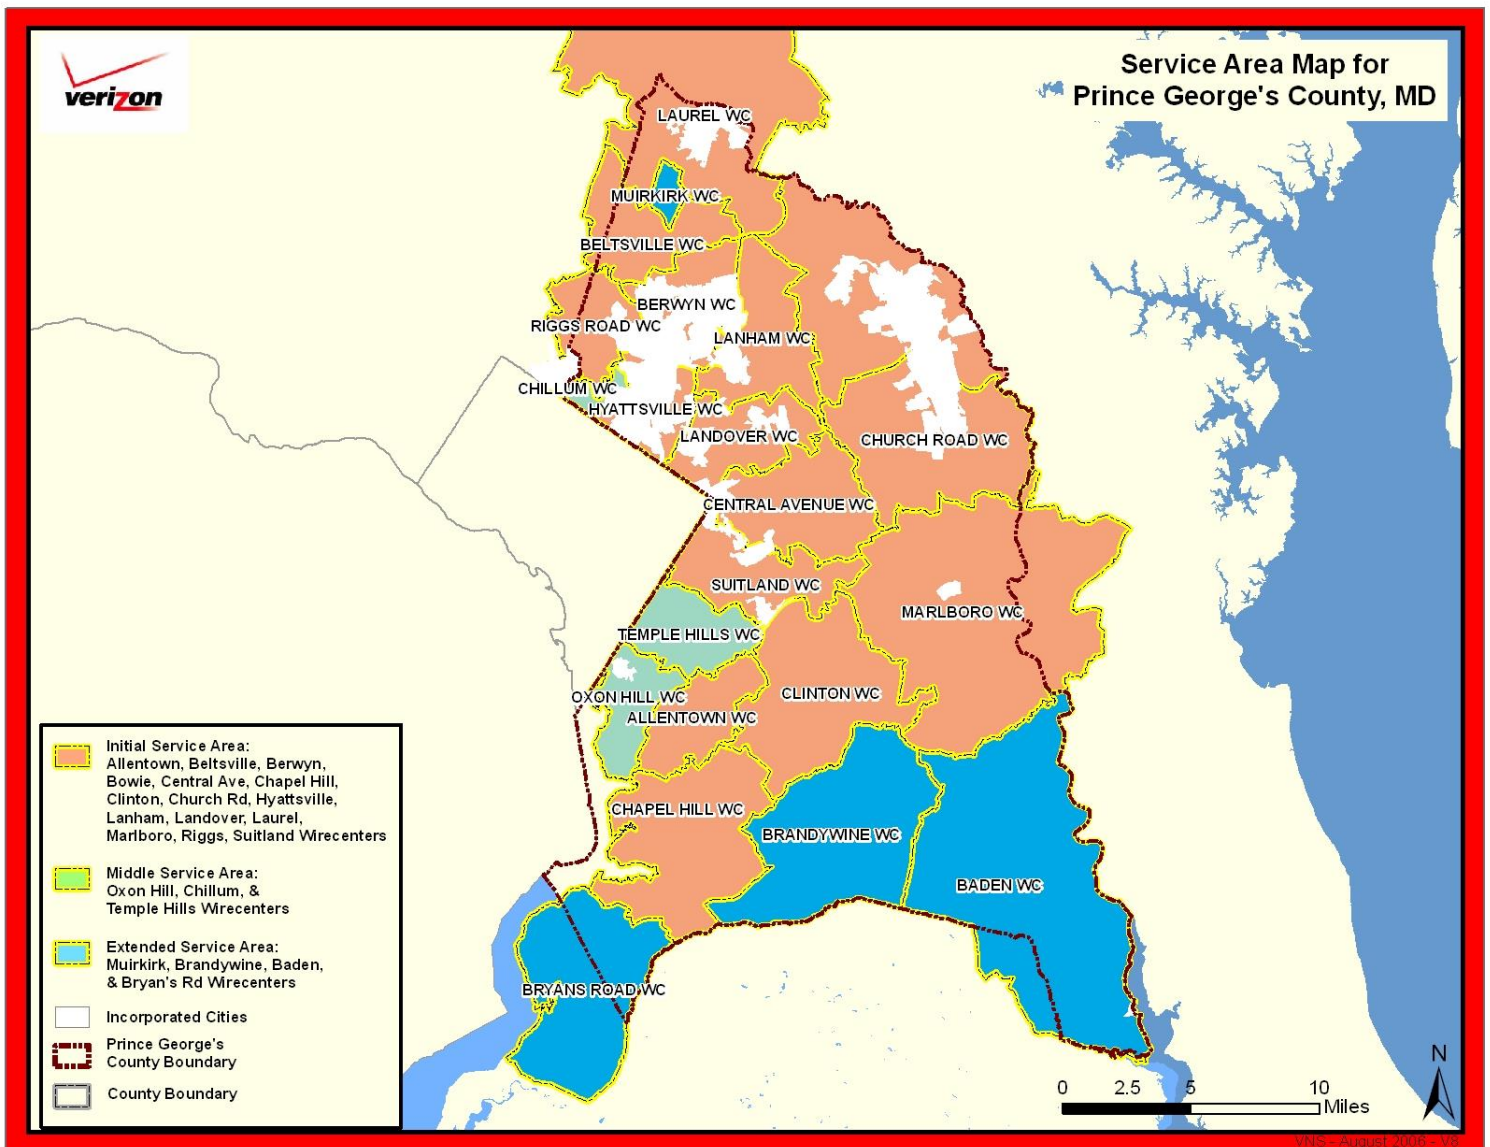 verizon
Service Area Map for
Prince George's County, MD
LAUREL WC
MUIRKIRK WC
BELTSVILLE WC
BERWYN WC
RIGGS ROAD WC
LANHAM WC
CHILLUM WC
HYATTSVILLE WC
LANDOVER WC
CHURCH ROAD WC
CENTRAL AVENUE WC
SUITLAND WC
MARLBORO WC
TEMPLE HILLS WC
OXON HILL WC
CLINTON WC
ALLENTOWN WC
CHAPEL HILL WC
BRANDYWINE WC
BADEN WC
BRYANS ROAD WC
Initial Service Area:
Allentown, Beltsville, Berwyn,
Bowie, Central Ave, Chapel Hill,
Clinton, Church Rd, Hyattsville,
Lanham, Landover, Laurel,
Marlboro, Riggs, Suitland Wirecenters
Middle Service Area:
Oxon Hill, Chillum, &
Temple Hills Wirecenters
Extended Service Area:
Muirkirk, Brandywine, Baden,
& Bryan's Rd Wirecenters
Incorporated Cities
Prince George's
County Boundary
County Boundary
N
0 2.5 5 10
Miles
VNS - August 2006 - V8